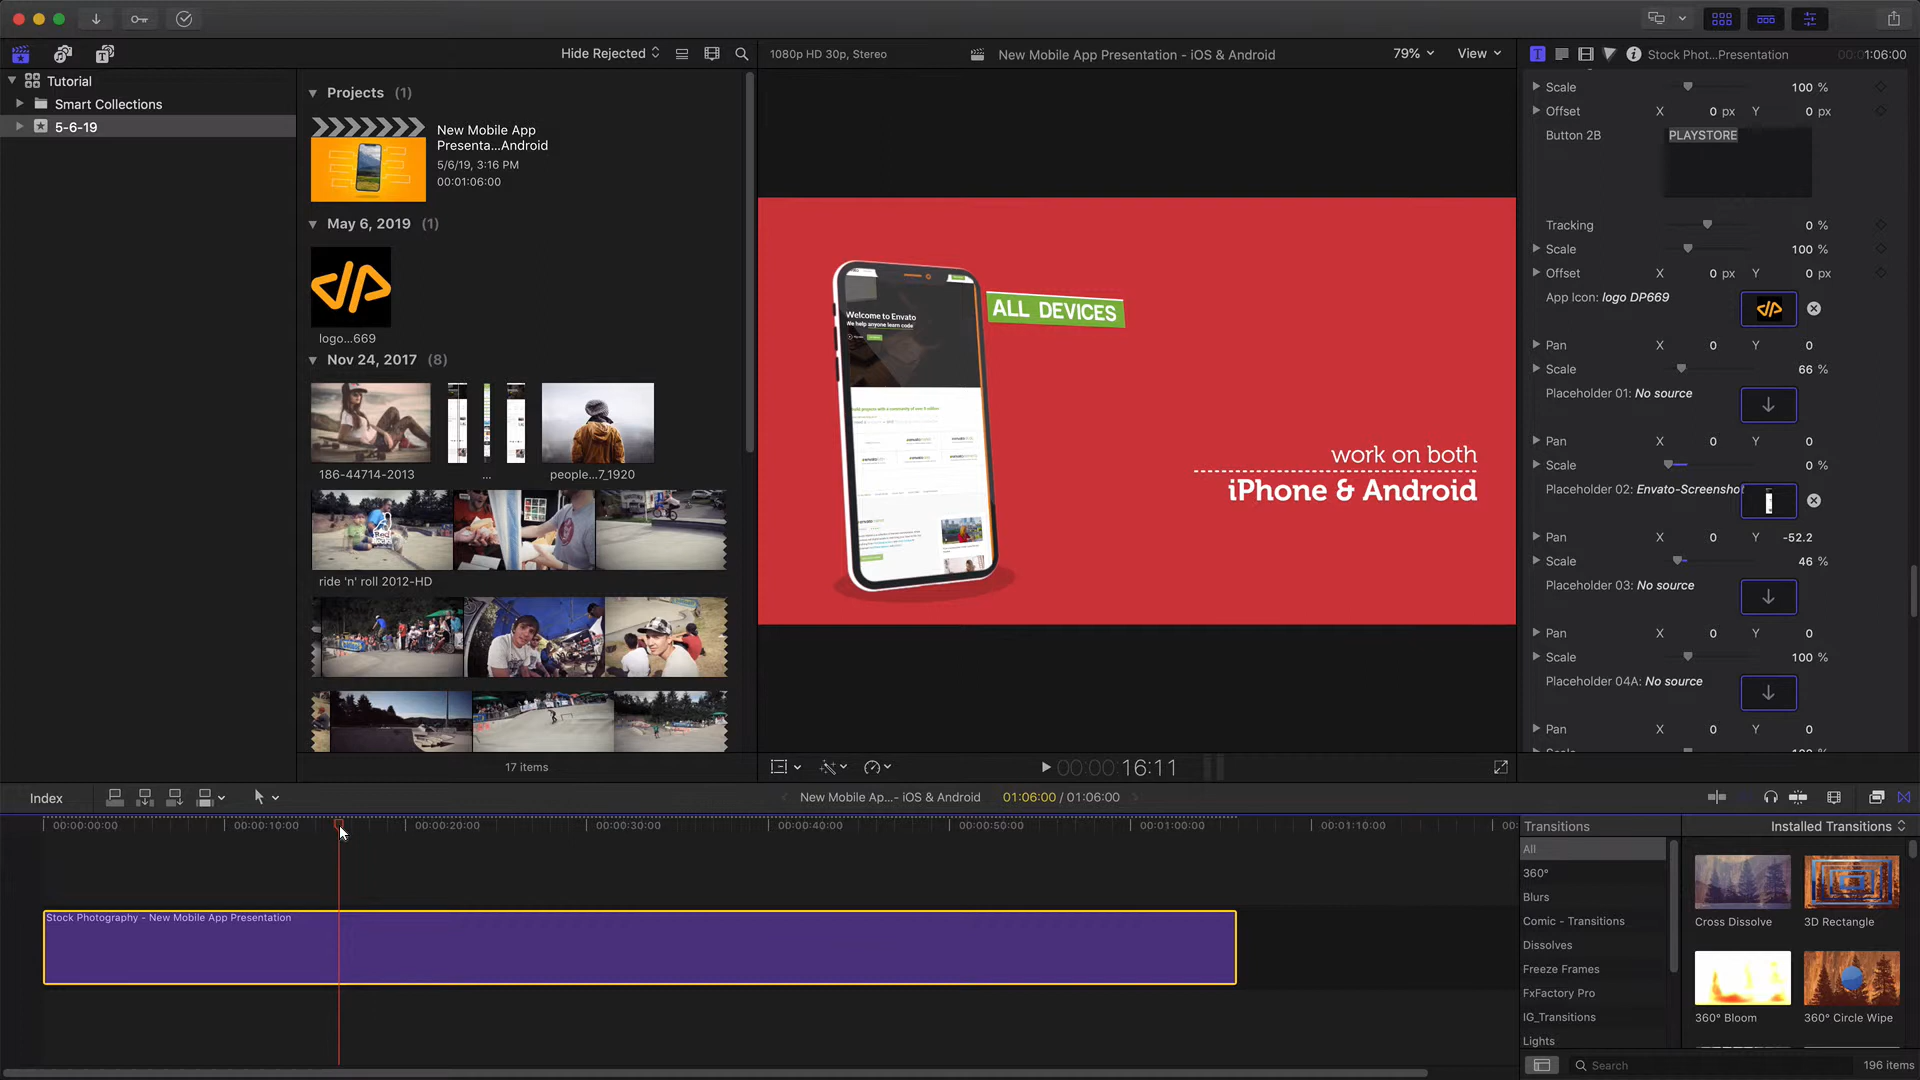 Hide Rejected
1080p HD 30p, Stereo
New Mobile App Presentation - iOS & Android
79%
View
Stock Phot...Presentation
1:06:00
Tutorial
Smart Collections
5-6-19
Projects (1)
New Mobile App
Presenta...Android
5/6/19, 3:16 PM
00:01:06:00
May 6, 2019 (1)
logo...669
Nov 24, 2017 (8)
186-44714-2013
...
people...7_1920
ride 'n' roll 2012-HD
17 items
Welcome to Envato
We help anyone learn code
ALL DEVICES
work on both
iPhone & Android
00:00:16:11
Scale 100 %
Offset X 0 px Y 0 px
Button 2B PLAYSTORE
Tracking 0 %
Scale 100 %
Offset X 0 px Y 0 px
App Icon: logo DP669
Pan X 0 Y 0
Scale 66 %
Placeholder 01: No source
Pan X 0 Y 0
Scale 0 %
Placeholder 02: Envato-Screenshot
Pan X 0 Y -52.2
Scale 46 %
Placeholder 03: No source
Pan X 0 Y 0
Scale 100 %
Placeholder 04A: No source
Pan X 0 Y 0
Index
New Mobile Ap...- iOS & Android
01:06:00 / 01:06:00
00:00:00:00
00:00:10:00
00:00:20:00
00:00:30:00
00:00:40:00
00:00:50:00
00:01:00:00
00:01:10:00
Stock Photography - New Mobile App Presentation
Transitions
Installed Transitions
All
360°
Blurs
Comic - Transitions
Dissolves
Freeze Frames
FxFactory Pro
IG_Transitions
Lights
Cross Dissolve
3D Rectangle
360° Bloom
360° Circle Wipe
Search
196 items